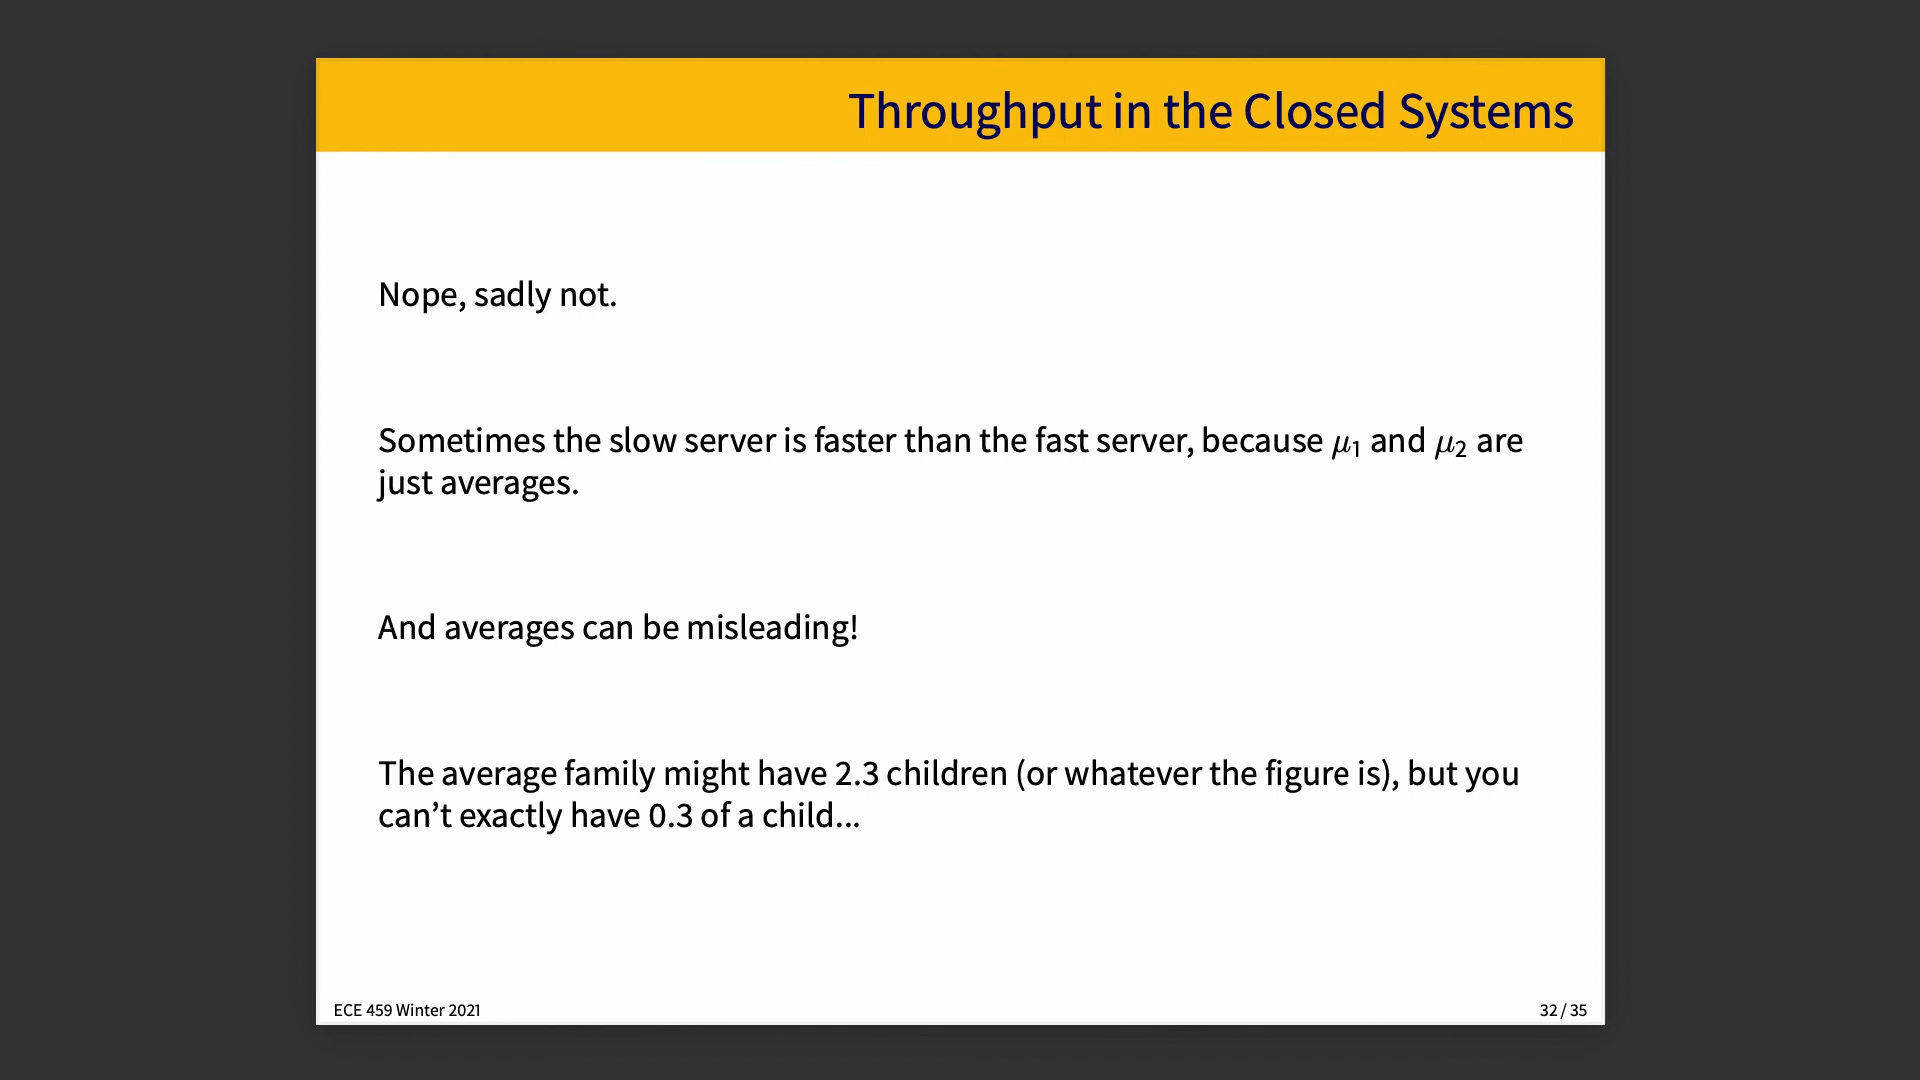 Throughput in the Closed Systems
Nope, sadly not.
Sometimes the slow server is faster than the fast server, because μ₁ and μ₂ are
just averages.
And averages can be misleading!
The average family might have 2.3 children (or whatever the figure is), but you
can’t exactly have 0.3 of a child...
ECE 459 Winter 2021
32 / 35